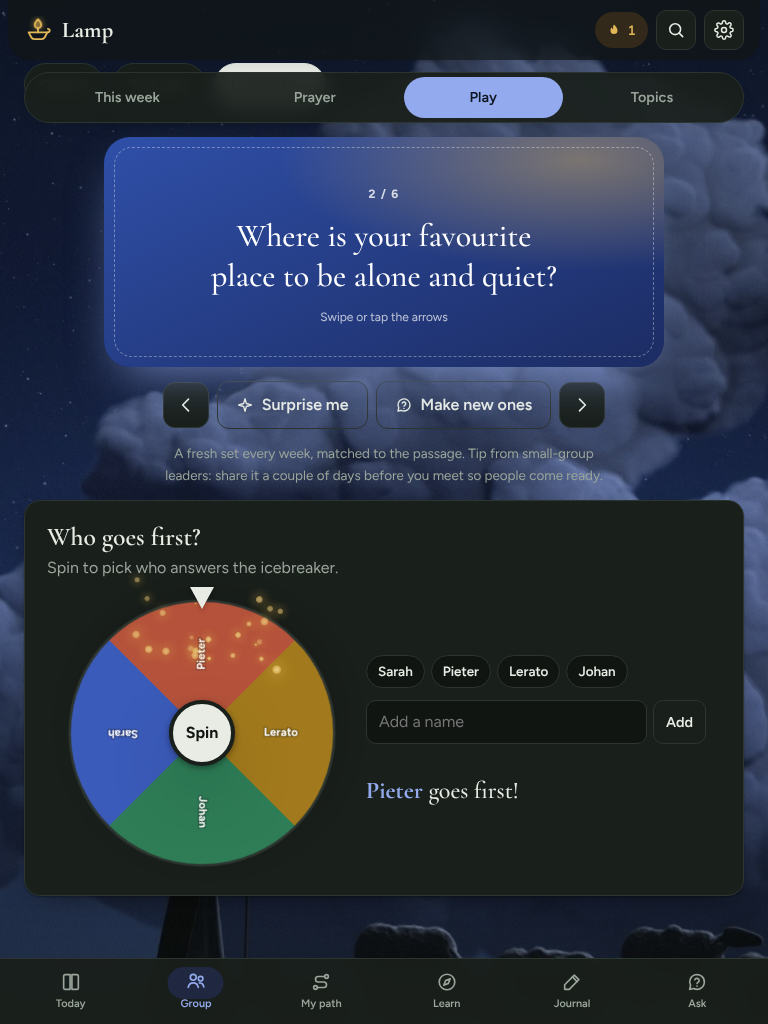 Lamp
1
This week
Prayer
Play
Topics
2 / 6
Where is your favourite
place to be alone and quiet?
Swipe or tap the arrows
Surprise me
Make new ones
A fresh set every week, matched to the passage. Tip from small-group
leaders: share it a couple of days before you meet so people come ready.
Who goes first?
Spin to pick who answers the icebreaker.
Pieter
Sarah
Spin
Lerato
Johan
Sarah
Pieter
Lerato
Johan
Add a name
Add
Pieter goes first!
Today
Group
My path
Learn
Journal
Ask